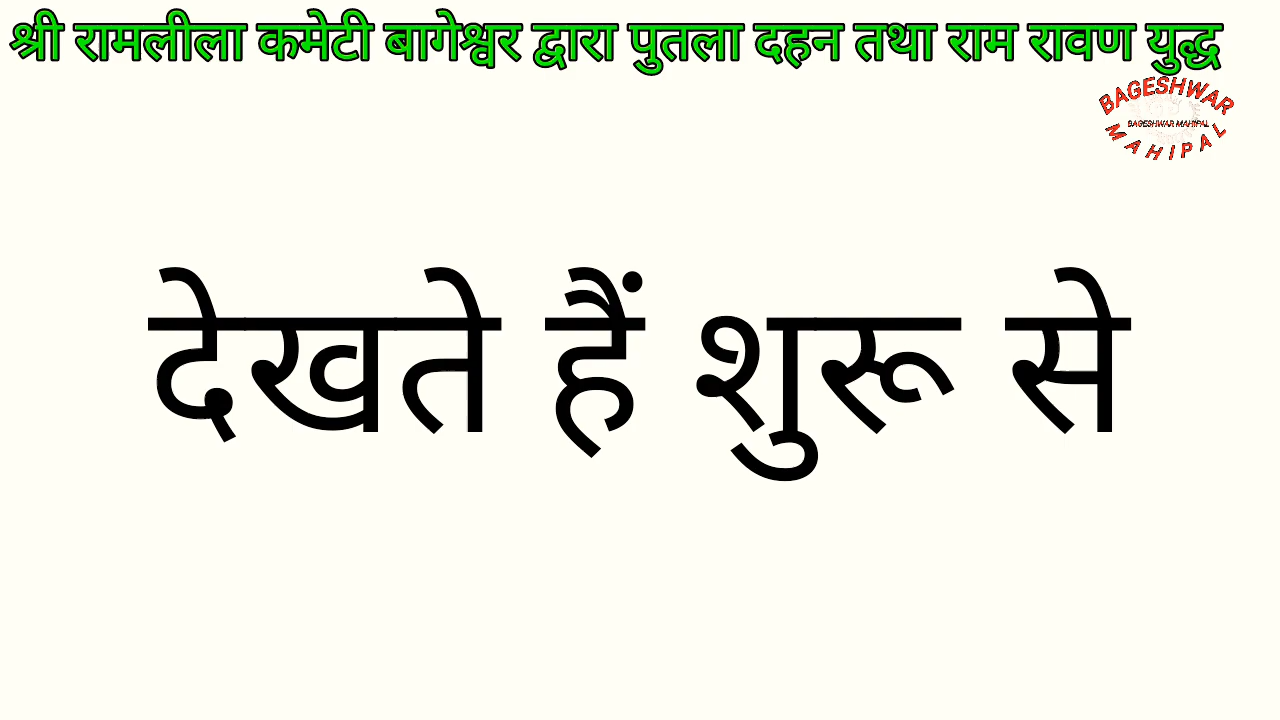 श्री रामलीला कमेटी बागेश्वर द्वारा पुतला दहन तथा राम रावण युद्ध
BAGESHWAR
BAGESHWAR MAHIPAL
MAHIPAL
देखते हैं शुरू से